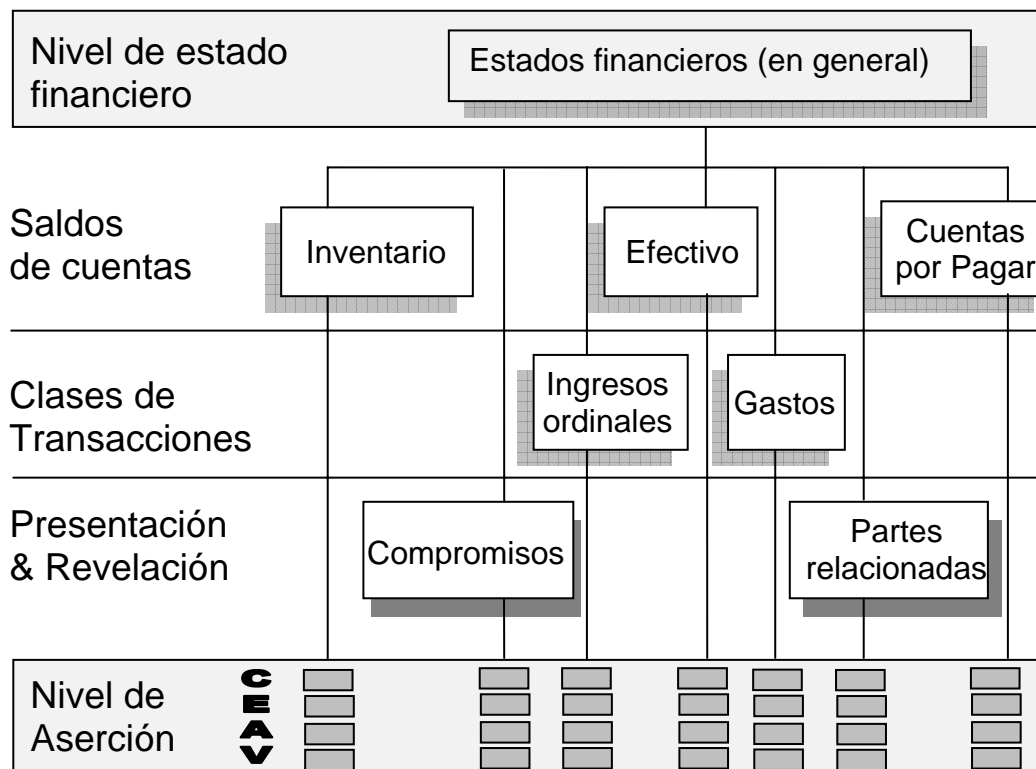 Nivel de estado
financiero
Estados financieros (en general)
Saldos
de cuentas
Inventario
Efectivo
Cuentas
por Pagar
Clases de
Transacciones
Ingresos
ordinales
Gastos
Presentación
& Revelación
Compromisos
Partes
relacionadas
Nivel de
Aserción
C
E
A
V